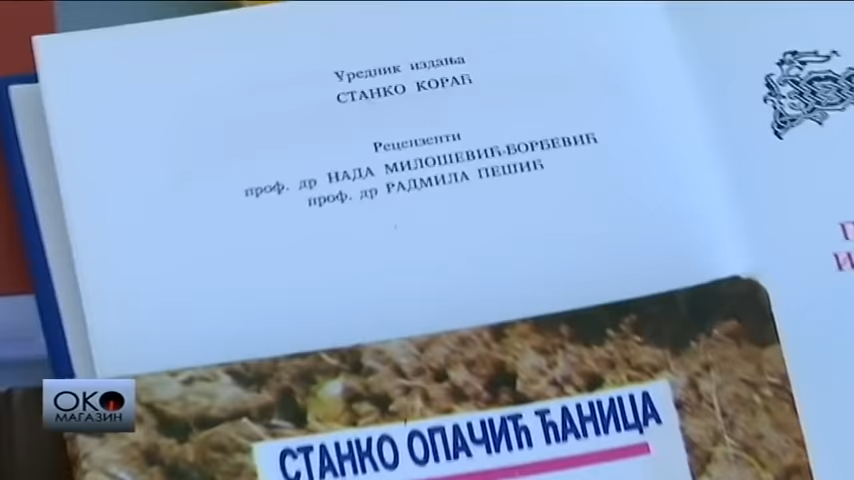 Уредник издања
СТАНКО КОРАЋ
Рецензенти
проф. др НАДА МИЛОШЕВИЋ-ЂОРЂЕВИЋ
проф. др РАДМИЛА ПЕШИЋ
СТАНКО ОПАЧИЋ ЋАНИЦА
ОКО
МАГАЗИН